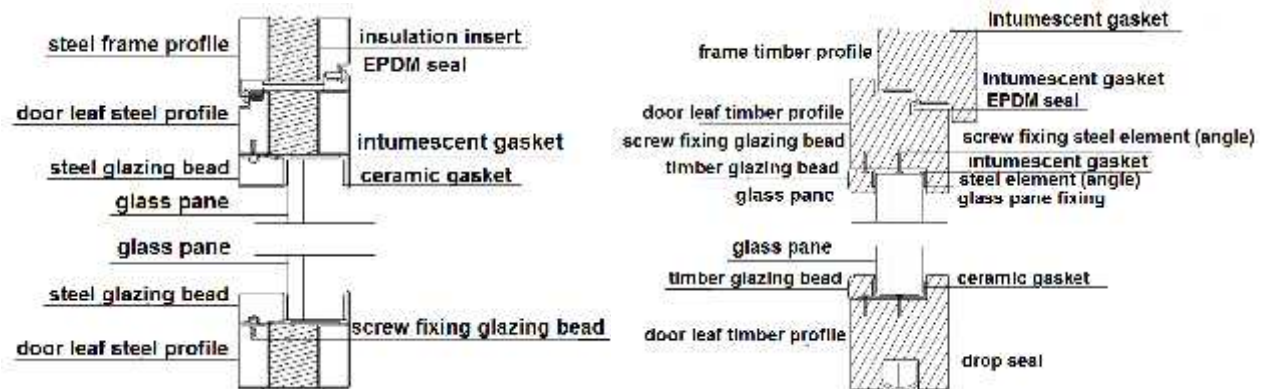 steel frame profile
insulation insert
EPDM seal
door leaf steel profile
intumescent gasket
steel glazing bead
ceramic gasket
glass pane
glass pane
steel glazing bead
screw fixing glazing bead
door leaf steel profile
Intumescent gasket
frame timber profile
Intumescent gasket
EPDM seal
door leaf timber profile
screw fixing glazing bead
screw fixing steel element (angle)
timber glazing bead
intumescent gasket
steel element (angle)
glass pane
glass pane fixing
glass pane
timber glazing bead
ceramic gasket
door leaf timber profile
drop seal